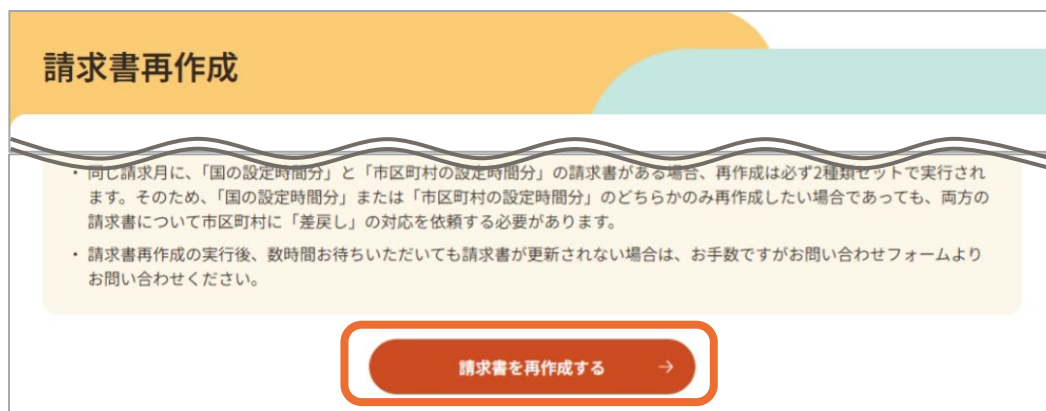 請求書再作成
・ 同じ請求月に、「国の設定時間分」と「市区町村の設定時間分」の請求書がある場合、再作成は必ず2種類セットで実行され
ます。そのため、「国の設定時間分」または「市区町村の設定時間分」のどちらかのみ再作成したい場合であっても、両方の
請求書について市区町村に「差戻し」の対応を依頼する必要があります。
・ 請求書再作成の実行後、数時間お待ちいただいても請求書が更新されない場合は、お手数ですがお問い合わせフォームより
お問い合わせください。
請求書を再作成する →